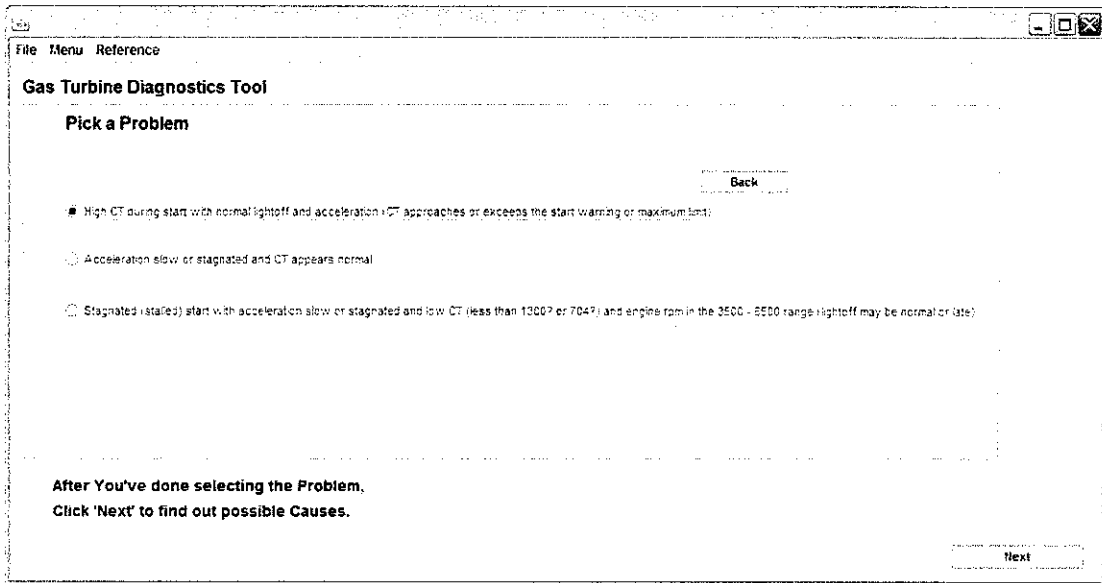 File Menu Reference
Gas Turbine Diagnostics Tool
Pick a Problem
Back
High CT during start with normal lightoff and acceleration (CT approaches or exceeds the start warning or maximum limit)
Acceleration slow or stagnated and CT appears normal
Stagnated (stalled) start with acceleration slow or stagnated and low CT (less than 1300? or 704?) and engine rpm in the 3500 - 6500 range (lightoff may be normal or late)
After You've done selecting the Problem,
Click 'Next' to find out possible Causes.
Next